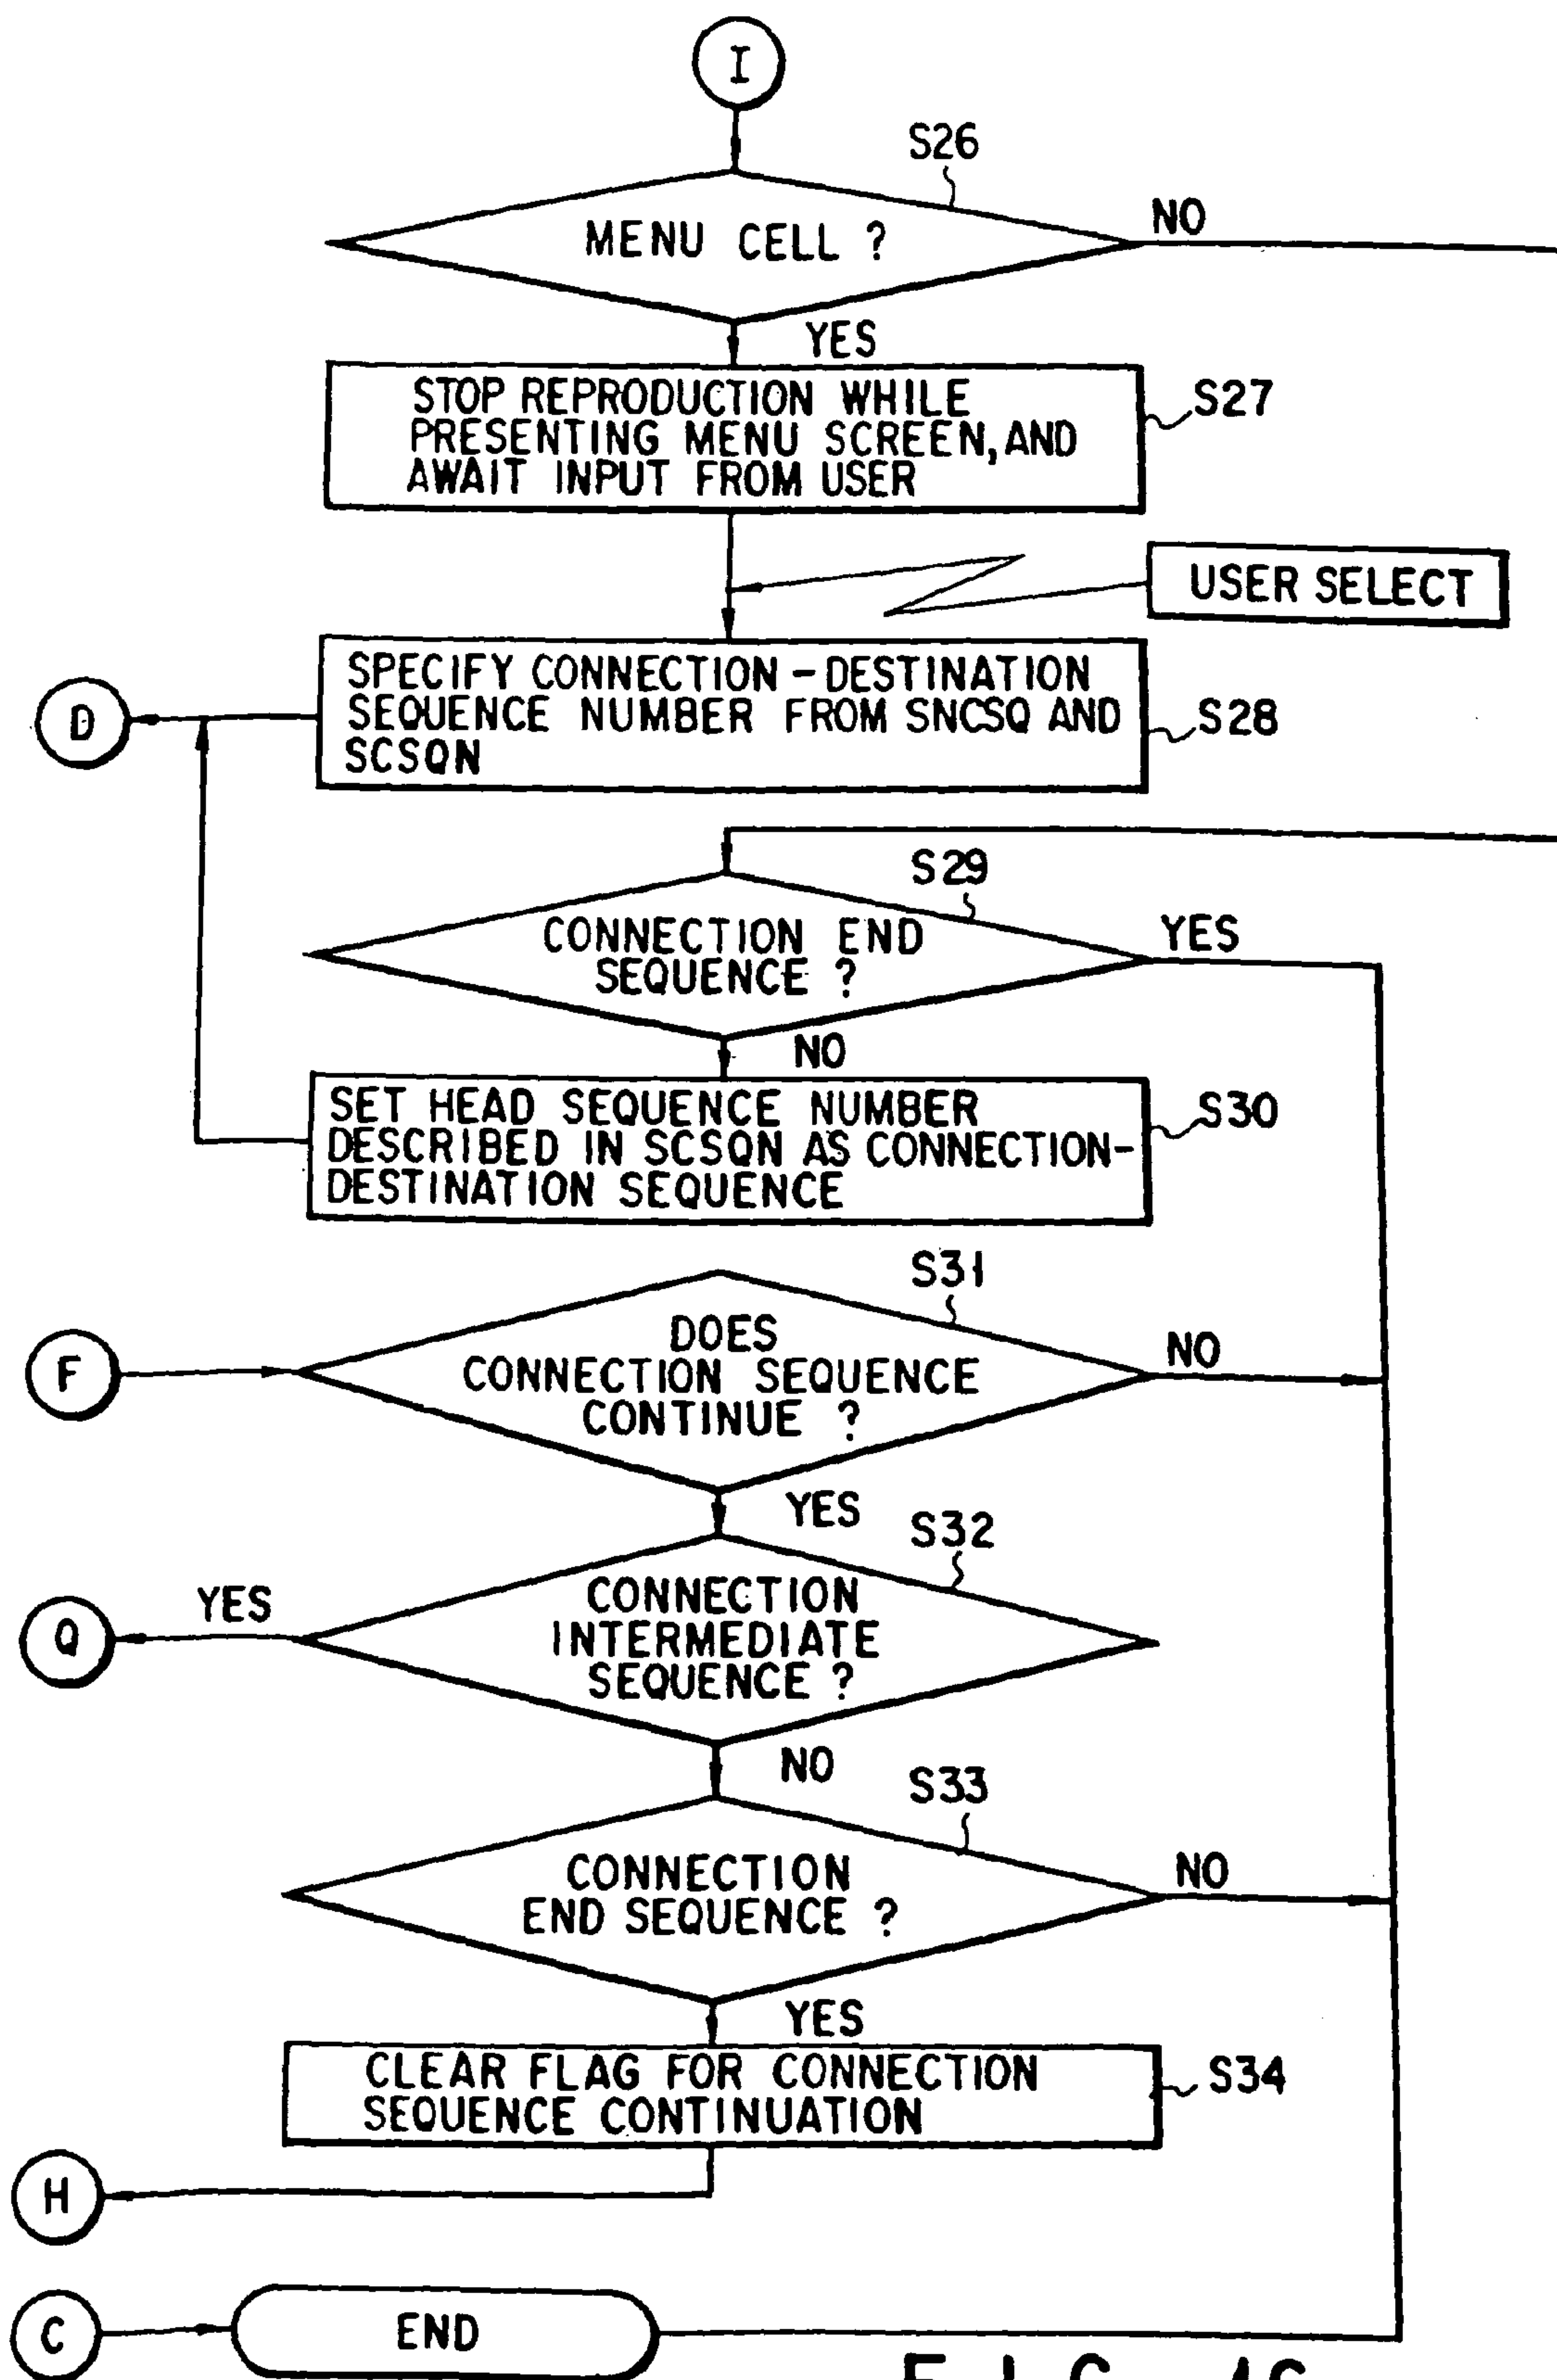 I
S26
MENU CELL ?
NO
YES
STOP REPRODUCTION WHILE
PRESENTING MENU SCREEN, AND
AWAIT INPUT FROM USER
S27
USER SELECT
SPECIFY CONNECTION-DESTINATION
SEQUENCE NUMBER FROM SNCSQ AND
SCSQN
S28
D
S29
CONNECTION END
SEQUENCE ?
YES
NO
SET HEAD SEQUENCE NUMBER
DESCRIBED IN SCSQN AS CONNECTION-
DESTINATION SEQUENCE
S30
S31
F
DOES
CONNECTION SEQUENCE
CONTINUE ?
NO
YES
S32
Q
YES
CONNECTION
INTERMEDIATE
SEQUENCE ?
NO
S33
CONNECTION
END SEQUENCE ?
NO
YES
CLEAR FLAG FOR CONNECTION
SEQUENCE CONTINUATION
S34
H
C
END